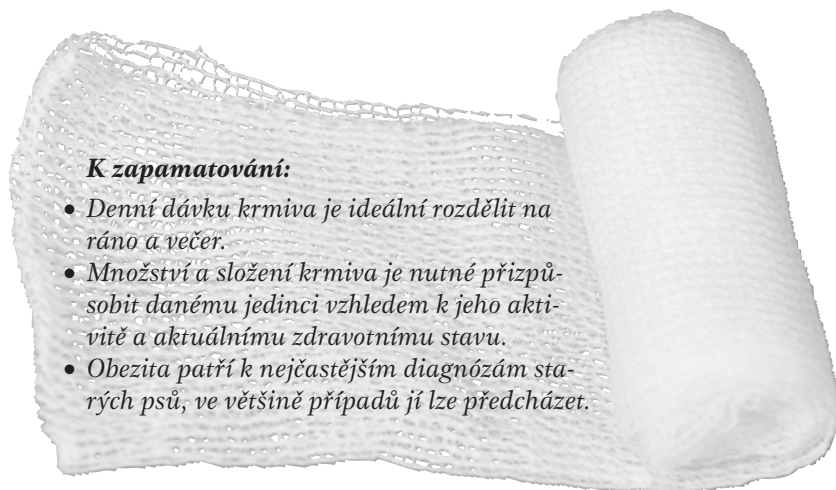 K zapamatování:
• Denní dávku krmiva je ideální rozdělit na
ráno a večer.
• Množství a složení krmiva je nutné přizpů-
sobit danému jedinci vzhledem k jeho akti-
vitě a aktuálnímu zdravotnímu stavu.
• Obezita patří k nejčastějším diagnózám sta-
rých psů, ve většině případů jí lze předcházet.